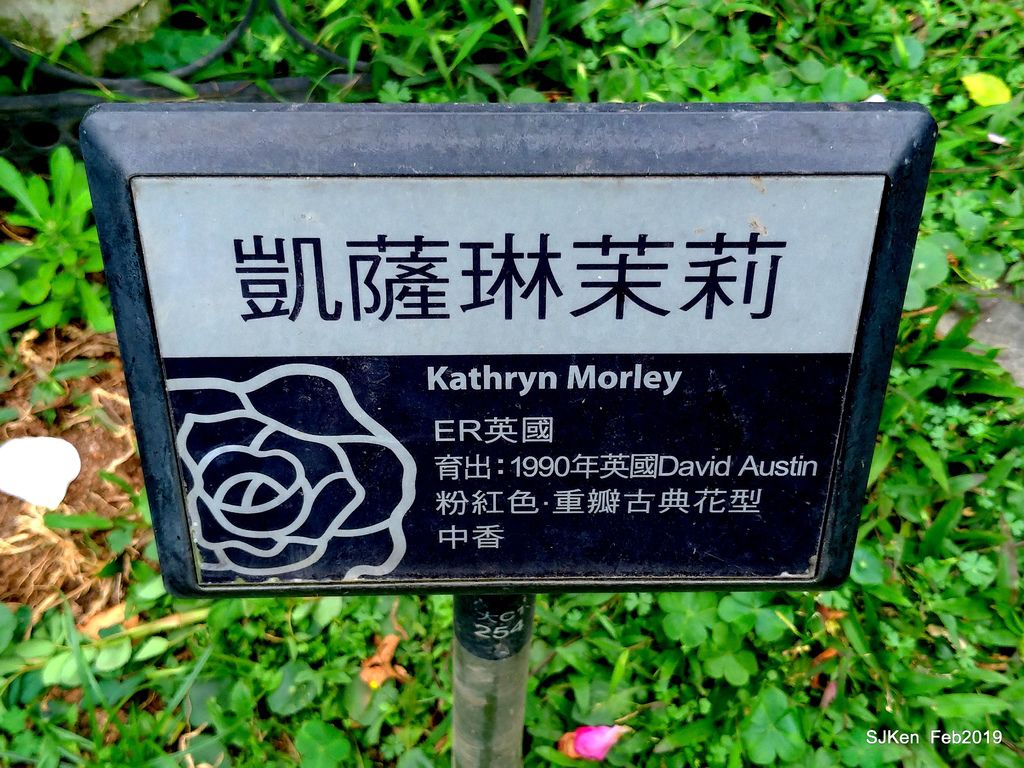 凱薩琳茉莉
Kathryn Morley
ER英國
育出：1990年英國David Austin
粉紅色·重瓣古典花型
中香
254
SJKen Feb2019